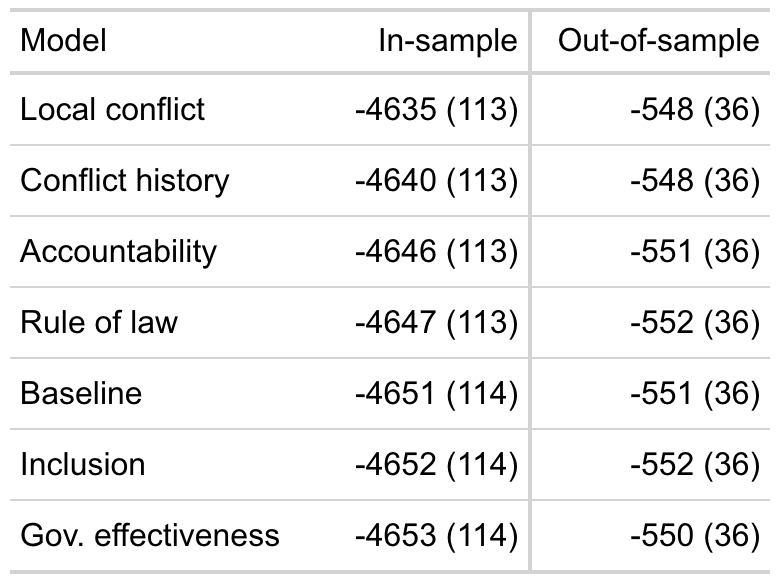 Model In-sample Out-of-sample
Local conflict -4635 (113) -548 (36)
Conflict history -4640 (113) -548 (36)
Accountability -4646 (113) -551 (36)
Rule of law -4647 (113) -552 (36)
Baseline -4651 (114) -551 (36)
Inclusion -4652 (114) -552 (36)
Gov. effectiveness -4653 (114) -550 (36)